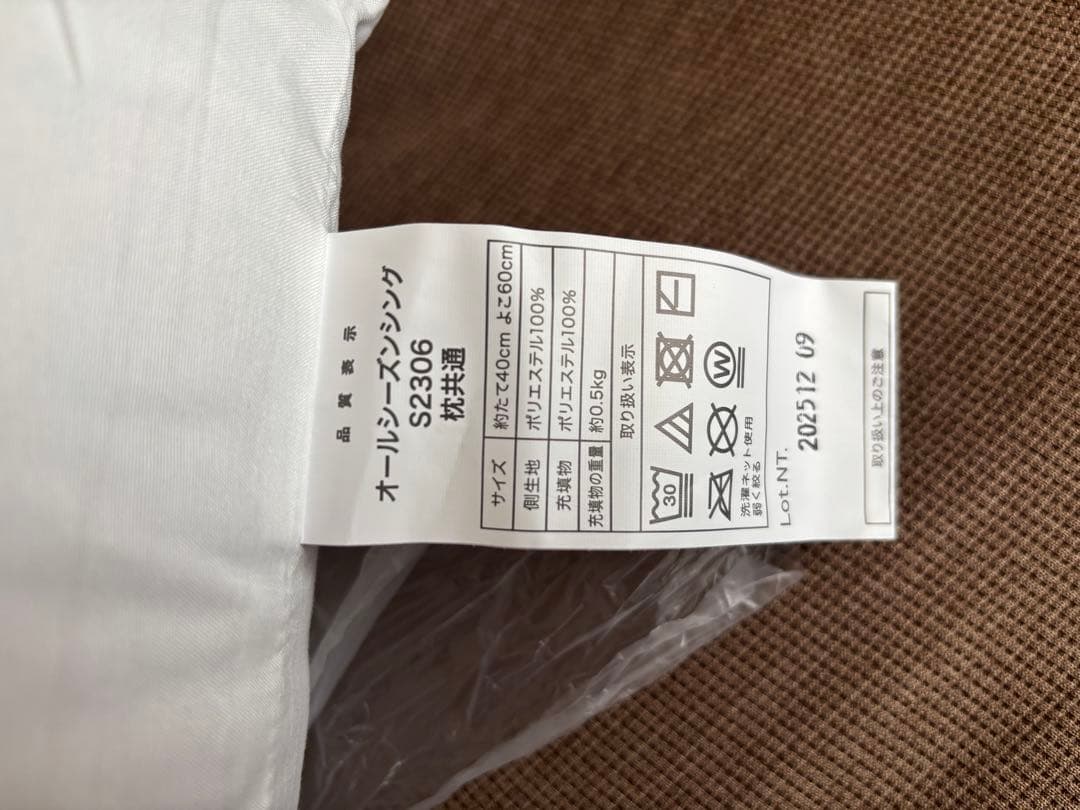 品質表示
オールシーズンシング
S2306
枕共通
サイズ 約たて40cm よこ60cm
側生地 ポリエステル100%
充填物 ポリエステル100%
充填物の重量 約0.5kg
取り扱い表示
30
W
洗濯ネット使用
弱く絞る
Lot.NT.
202512 09
取り扱い上のご注意